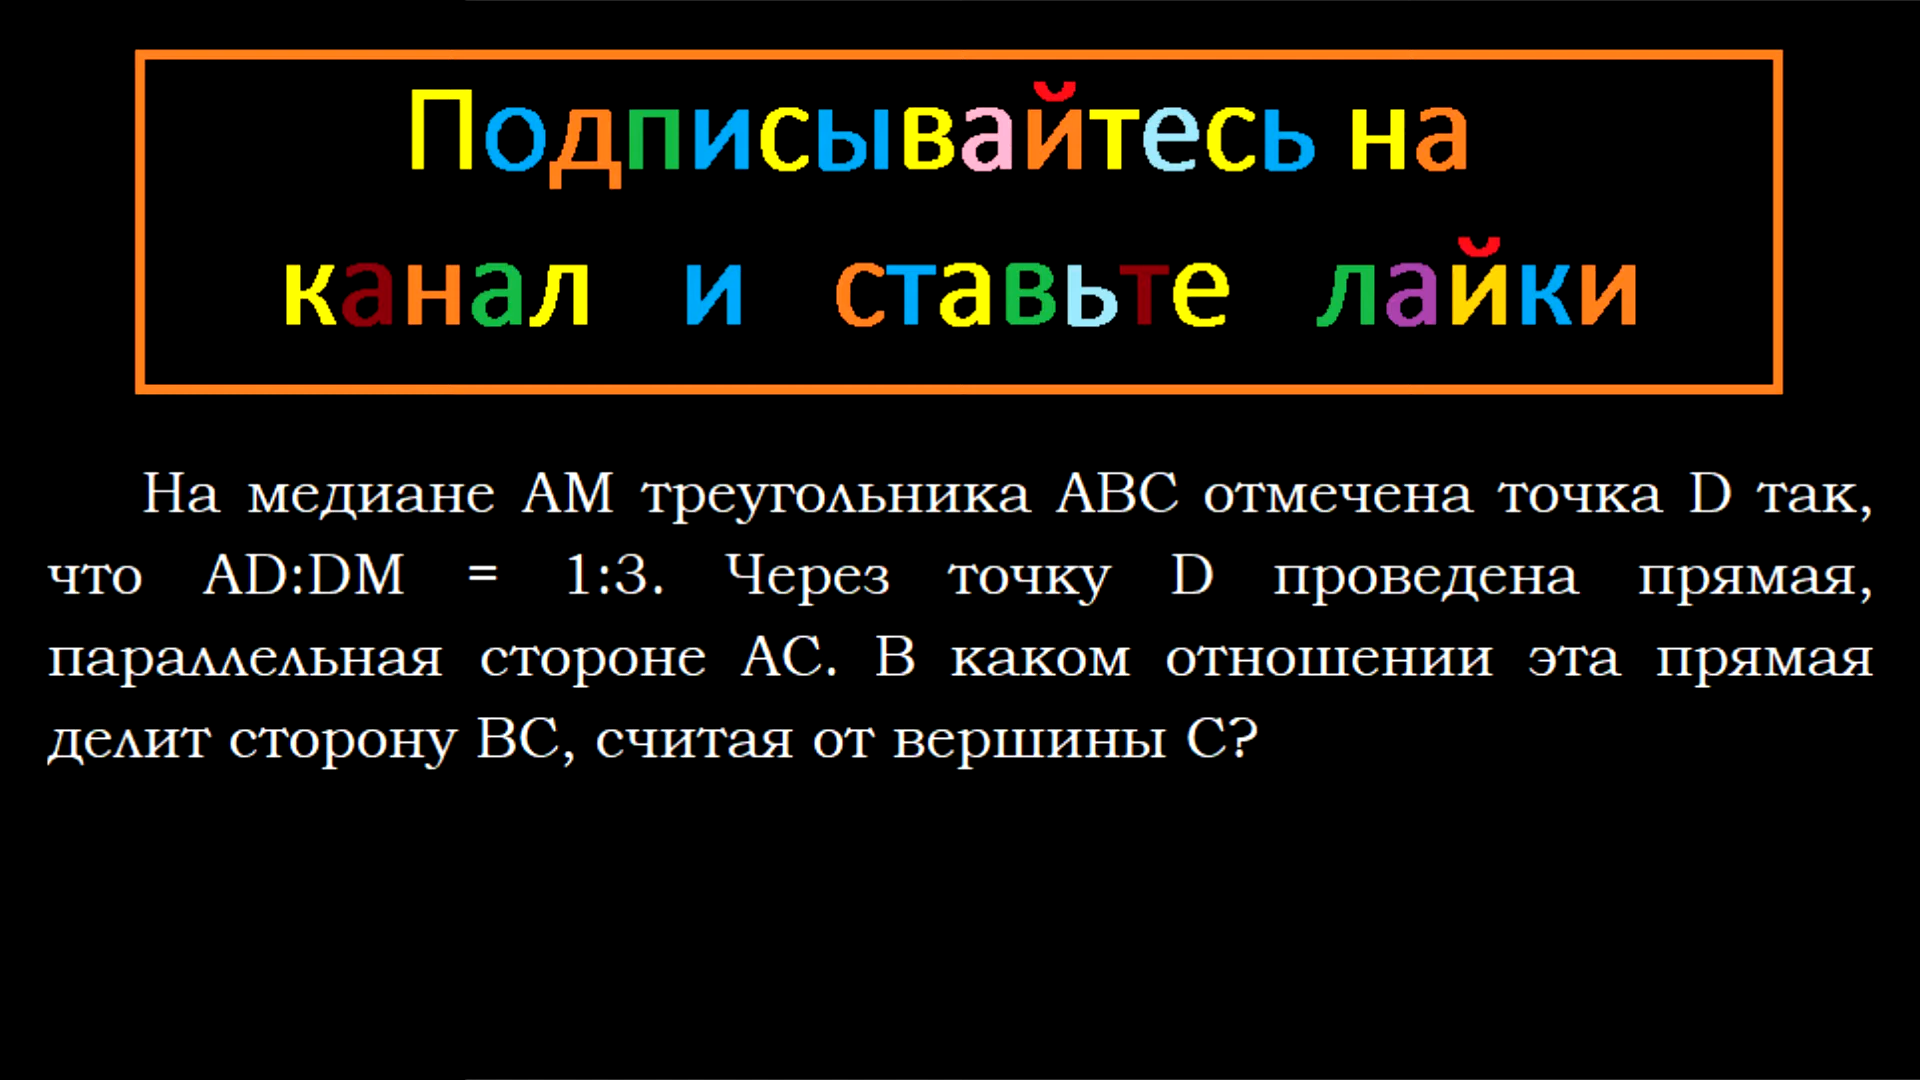 Подписывайтесь на
канал и ставьте лайки
На медиане AM треугольника ABC отмечена точка D так,
что AD:DM = 1:3. Через точку D проведена прямая,
параллельная стороне AC. В каком отношении эта прямая
делит сторону BC, считая от вершины C?